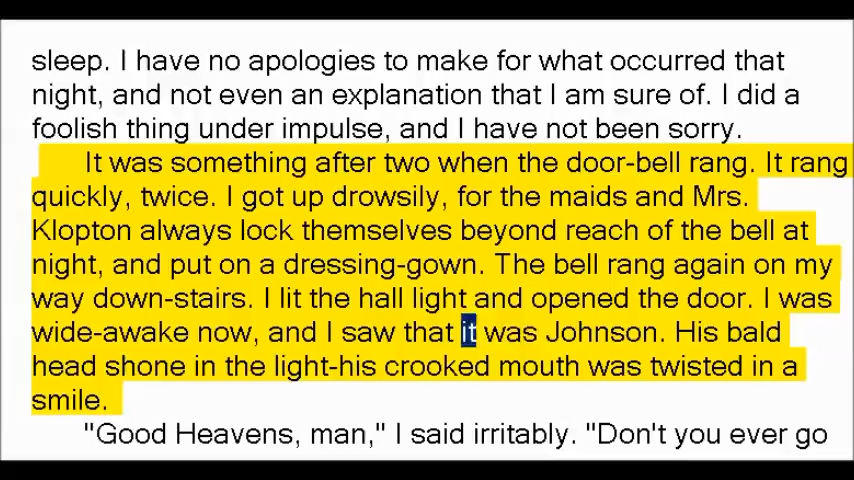 sleep. I have no apologies to make for what occurred that
night, and not even an explanation that I am sure of. I did a
foolish thing under impulse, and I have not been sorry.
It was something after two when the door-bell rang. It rang
quickly, twice. I got up drowsily, for the maids and Mrs.
Klopton always lock themselves beyond reach of the bell at
night, and put on a dressing-gown. The bell rang again on my
way down-stairs. I lit the hall light and opened the door. I was
wide-awake now, and I saw that it was Johnson. His bald
head shone in the light-his crooked mouth was twisted in a
smile.
"Good Heavens, man," I said irritably. "Don't you ever go